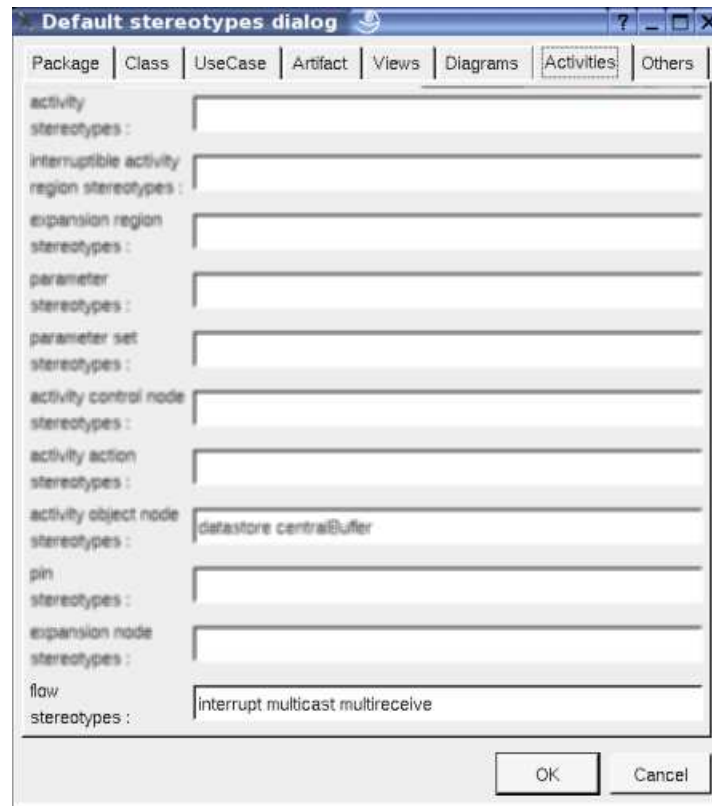 Default stereotypes dialog
Package Class UseCase Artifact Views Diagrams Activities Others
activity
stereotypes :
interruptible activity
region stereotypes :
expansion region
stereotypes :
parameter
stereotypes :
parameter set
stereotypes :
activity control node
stereotypes :
activity action
stereotypes :
activity object node
stereotypes :
datastore centralBuffer
pin
stereotypes :
expansion node
stereotypes :
flow
stereotypes :
interrupt multicast multireceive
OK Cancel